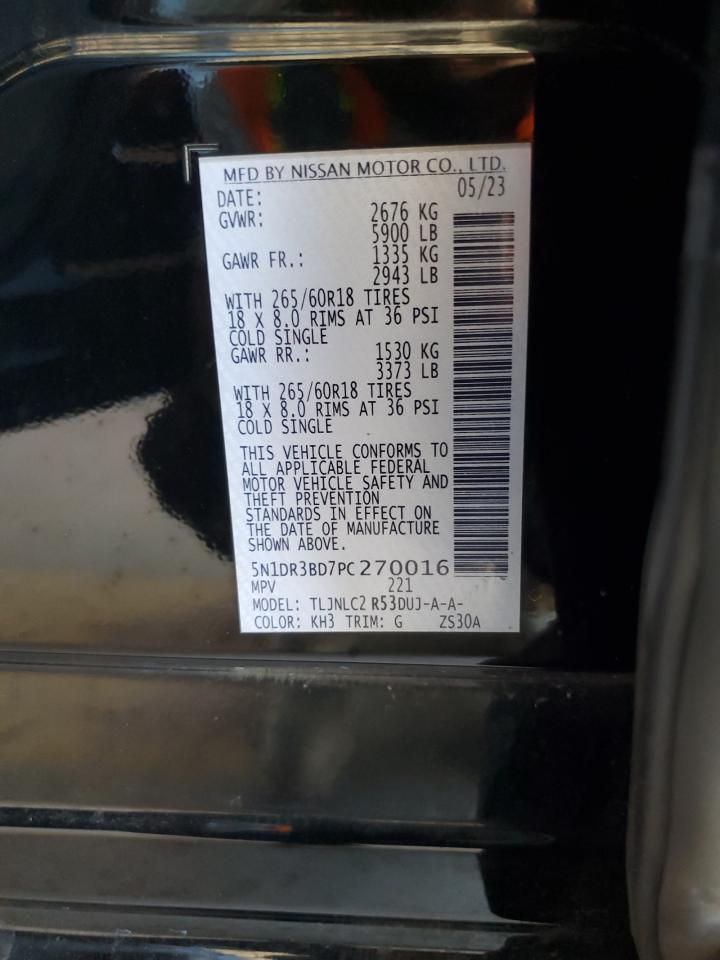 MFD BY NISSAN MOTOR CO., LTD.
DATE: 05/23
GVWR: 2676 KG
5900 LB
GAWR FR.: 1335 KG
2943 LB
WITH 265/60R18 TIRES
18 X 8.0 RIMS AT 36 PSI
COLD SINGLE
GAWR RR.: 1530 KG
3373 LB
WITH 265/60R18 TIRES
18 X 8.0 RIMS AT 36 PSI
COLD SINGLE
THIS VEHICLE CONFORMS TO
ALL APPLICABLE FEDERAL
MOTOR VEHICLE SAFETY AND
THEFT PREVENTION
STANDARDS IN EFFECT ON
THE DATE OF MANUFACTURE
SHOWN ABOVE.
5N1DR3BD7PC270016
MPV 221
MODEL: TLJNLC2 R53DUJ-A-A-
COLOR: KH3 TRIM: G ZS30A